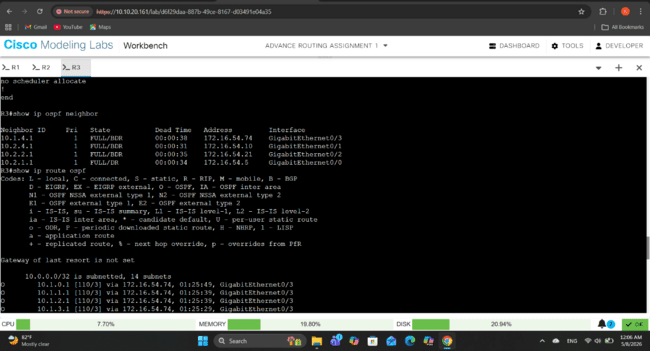 Not secure https://10.10.20.161/lab/d6f29daa-887b-49ce-8167-d03491e04a35
Gmail YouTube Maps All Bookmarks
Cisco Modeling Labs Workbench ADVANCE ROUTING ASSIGNMENT 1 DASHBOARD TOOLS DEVELOPER
R1 R2 R3
no scheduler allocate
!
end
R3#show ip ospf neighbor
Neighbor ID Pri State Dead Time Address Interface
10.1.4.1 1 FULL/BDR 00:00:38 172.16.54.74 GigabitEthernet0/3
10.2.4.1 1 FULL/BDR 00:00:31 172.16.54.10 GigabitEthernet0/1
10.2.2.1 1 FULL/BDR 00:00:35 172.16.54.21 GigabitEthernet0/2
10.2.1.1 1 FULL/BDR 00:00:34 172.16.54.5 GigabitEthernet0/0
R3#show ip route ospf
Codes: L - local, C - connected, S - static, R - RIP, M - mobile, B - BGP
D - EIGRP, EX - EIGRP external, O - OSPF, IA - OSPF inter area
N1 - OSPF NSSA external type 1, N2 - OSPF NSSA external type 2
E1 - OSPF external type 1, E2 - OSPF external type 2
i - IS-IS, su - IS-IS summary, L1 - IS-IS level-1, L2 - IS-IS level-2
ia - IS-IS inter area, * - candidate default, U - per-user static route
o - ODR, P - periodic downloaded static route, H - NHRP, l - LISP
a - application route
+ - replicated route, % - next hop override, p - overrides from PfR
Gateway of last resort is not set
10.0.0.0/32 is subnetted, 14 subnets
O 10.1.0.1 [110/3] via 172.16.54.74, 01:25:49, GigabitEthernet0/3
O 10.1.1.1 [110/2] via 172.16.54.74, 01:25:39, GigabitEthernet0/3
O 10.1.2.1 [110/3] via 172.16.54.74, 01:25:29, GigabitEthernet0/3
O 10.1.3.1 [110/2] via 172.16.54.74, 01:25:29, GigabitEthernet0/3
CPU 7.70% MEMORY 19.80% DISK 20.94% 7 OK
82°F
Mostly clear
Search
ENG
12:06 AM
5/8/2026